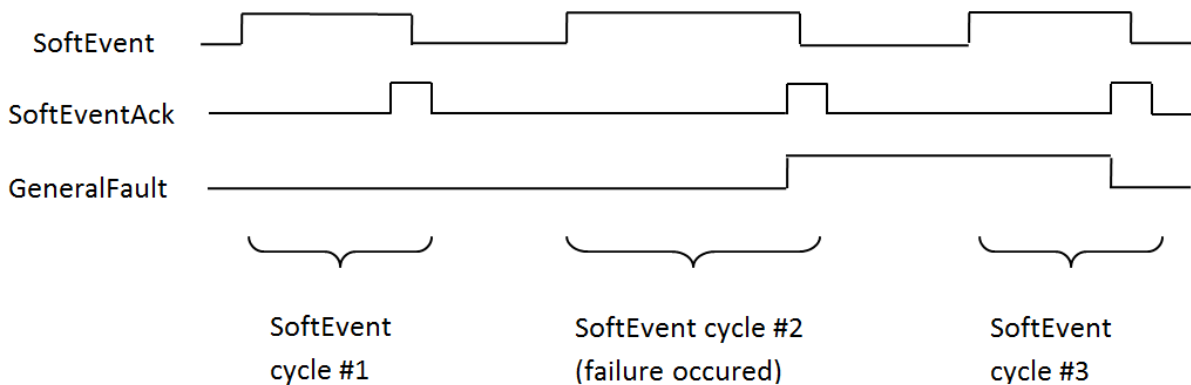 SoftEvent
SoftEventAck
GeneralFault
SoftEvent
cycle #1
SoftEvent cycle #2
(failure occured)
SoftEvent
cycle #3